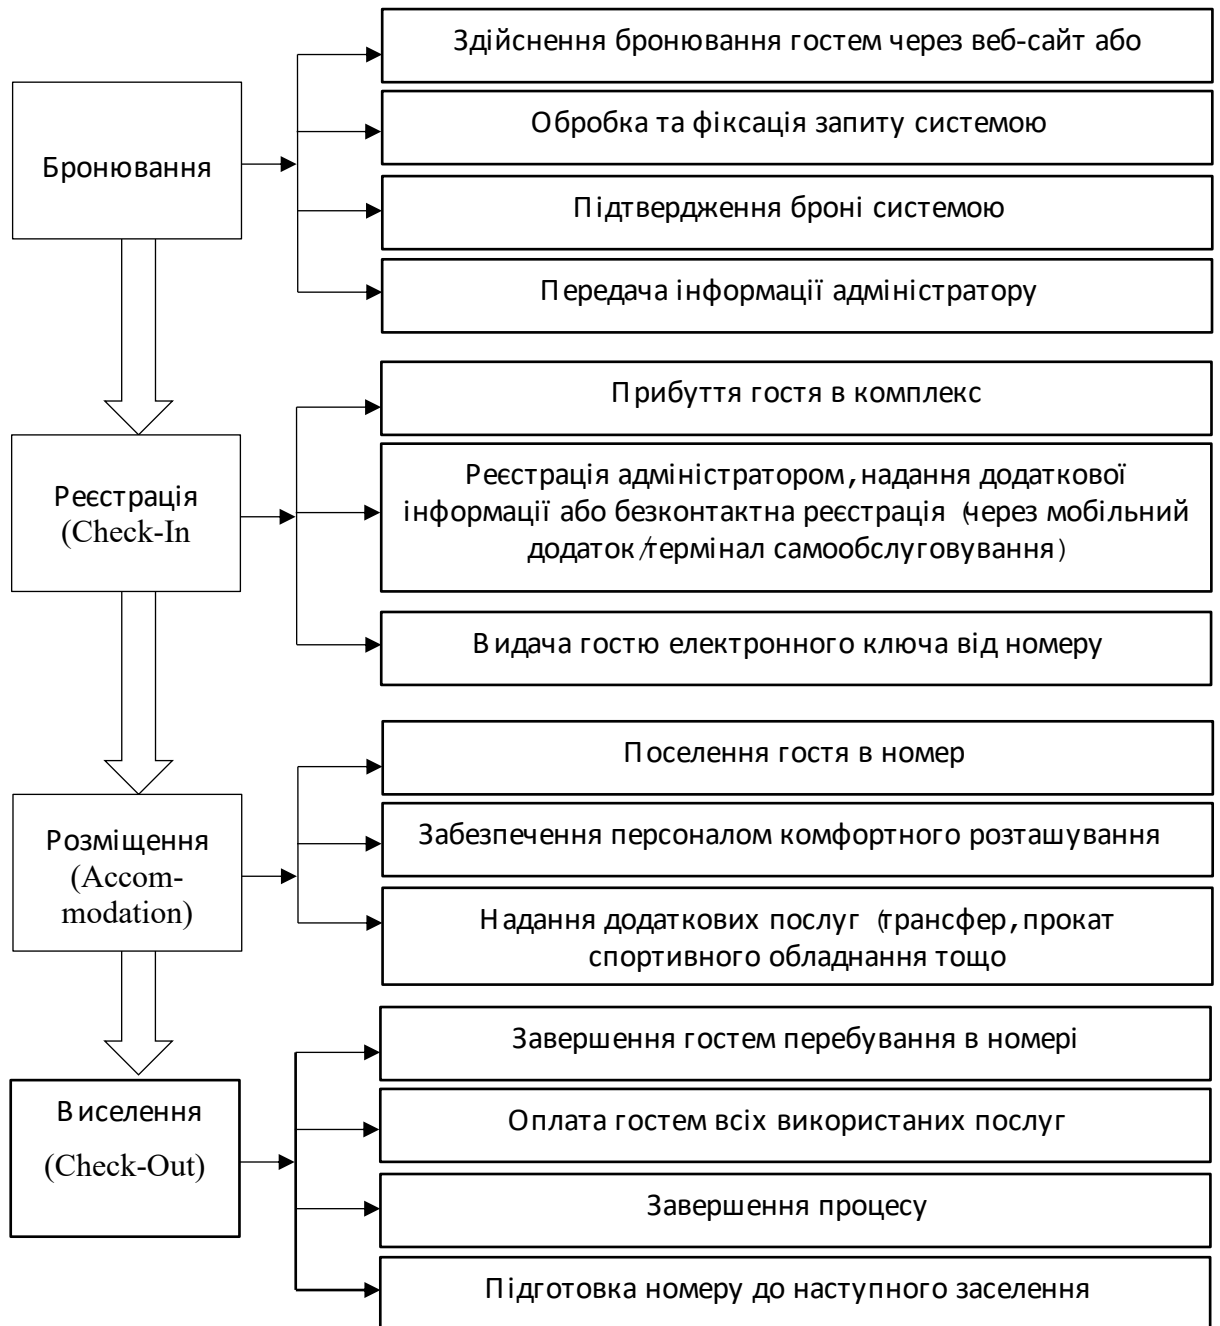 Бронювання
Здійснення бронювання гостем через веб-сайт або
Обробка та фіксація запиту системою
Підтвердження броні системою
Передача інформації адміністратору
Реєстрація
(Check-In
Прибуття гостя в комплекс
Реєстрація адміністратором, надання додаткової
інформації або безконтактна реєстрація (через мобільний
додаток/термінал самообслуговування)
Видача гостю електронного ключа від номеру
Розміщення
(Accom-
modation)
Поселення гостя в номер
Забезпечення персоналом комфортного розташування
Надання додаткових послуг (трансфер, прокат
спортивного обладнання тощо
Виселення
(Check-Out)
Завершення гостем перебування в номері
Оплата гостем всіх використаних послуг
Завершення процесу
Підготовка номеру до наступного заселення